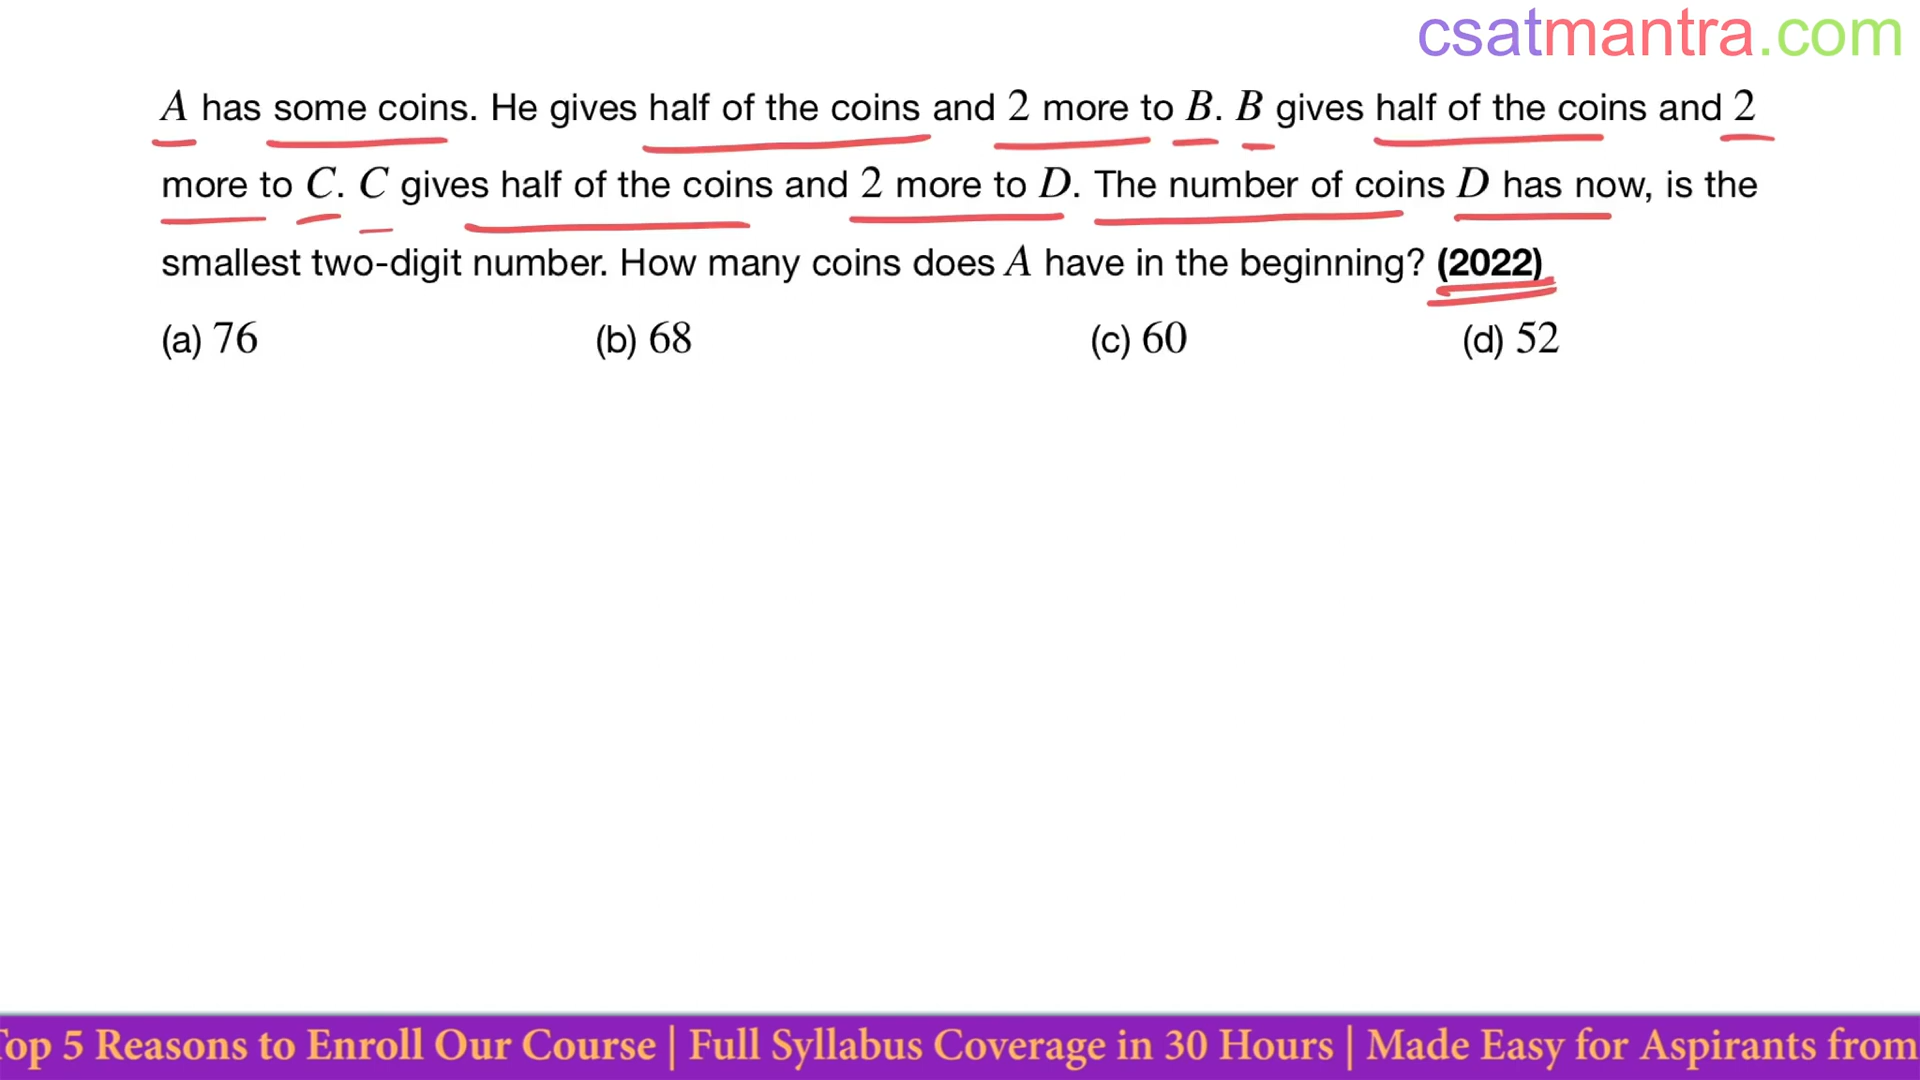 csatmantra.com
A has some coins. He gives half of the coins and 2 more to B. B gives half of the coins and 2
more to C. C gives half of the coins and 2 more to D. The number of coins D has now, is the
smallest two-digit number. How many coins does A have in the beginning? (2022)
(a) 76 (b) 68 (c) 60 (d) 52
Top 5 Reasons to Enroll Our Course | Full Syllabus Coverage in 30 Hours | Made Easy for Aspirants from